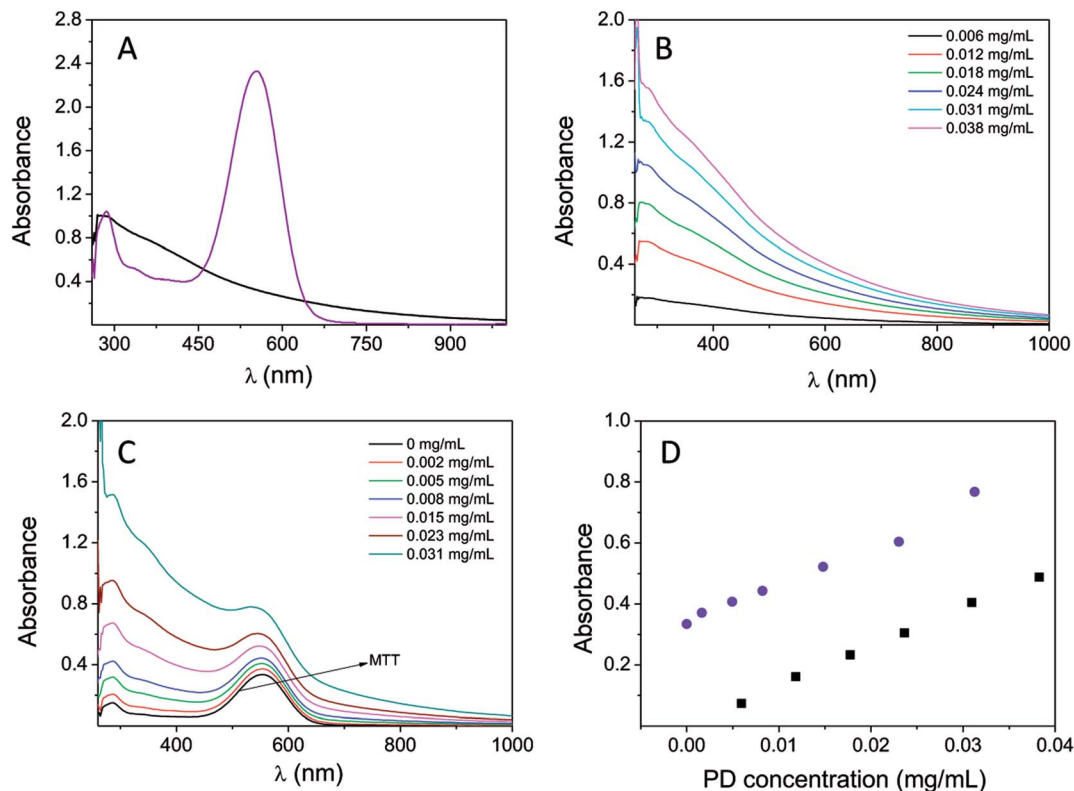 A
Absorbance
2.8
2.4
2.0
1.6
1.2
0.8
0.4
300 450 600 750 900
λ (nm)
B
Absorbance
2.0
1.6
1.2
0.8
0.4
0.006 mg/mL
0.012 mg/mL
0.018 mg/mL
0.024 mg/mL
0.031 mg/mL
0.038 mg/mL
400 600 800 1000
λ (nm)
C
Absorbance
2.0
1.6
1.2
0.8
0.4
0 mg/mL
0.002 mg/mL
0.005 mg/mL
0.008 mg/mL
0.015 mg/mL
0.023 mg/mL
0.031 mg/mL
MTT
400 600 800 1000
λ (nm)
D
Absorbance
1.0
0.8
0.6
0.4
0.2
0.00 0.01 0.02 0.03 0.04
PD concentration (mg/mL)